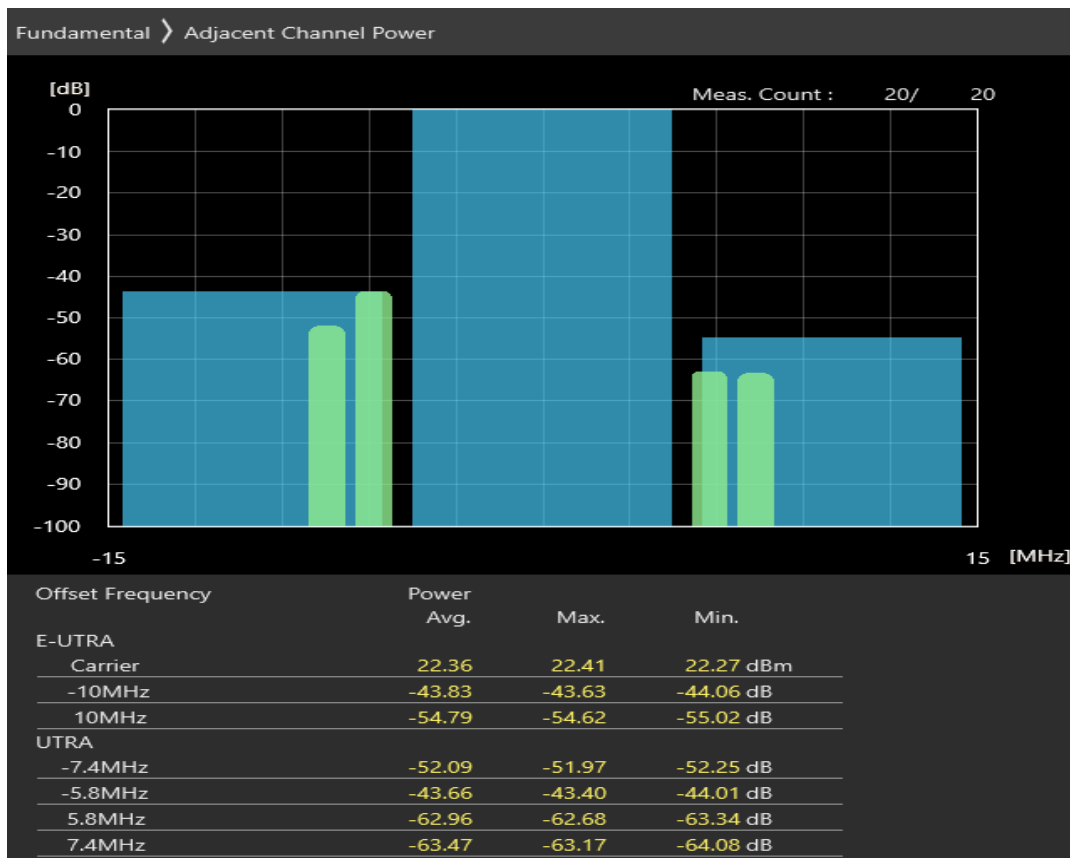 Fundamental 〉 Adjacent Channel Power
[dB]
Meas. Count : 20/ 20
0
-10
-20
-30
-40
-50
-60
-70
-80
-90
-100
-15 15 [MHz]
Offset Frequency Power
Avg. Max. Min.
E-UTRA
Carrier 22.36 22.41 22.27 dBm
-10MHz -43.83 -43.63 -44.06 dB
10MHz -54.79 -54.62 -55.02 dB
UTRA
-7.4MHz -52.09 -51.97 -52.25 dB
-5.8MHz -43.66 -43.40 -44.01 dB
5.8MHz -62.96 -62.68 -63.34 dB
7.4MHz -63.47 -63.17 -64.08 dB